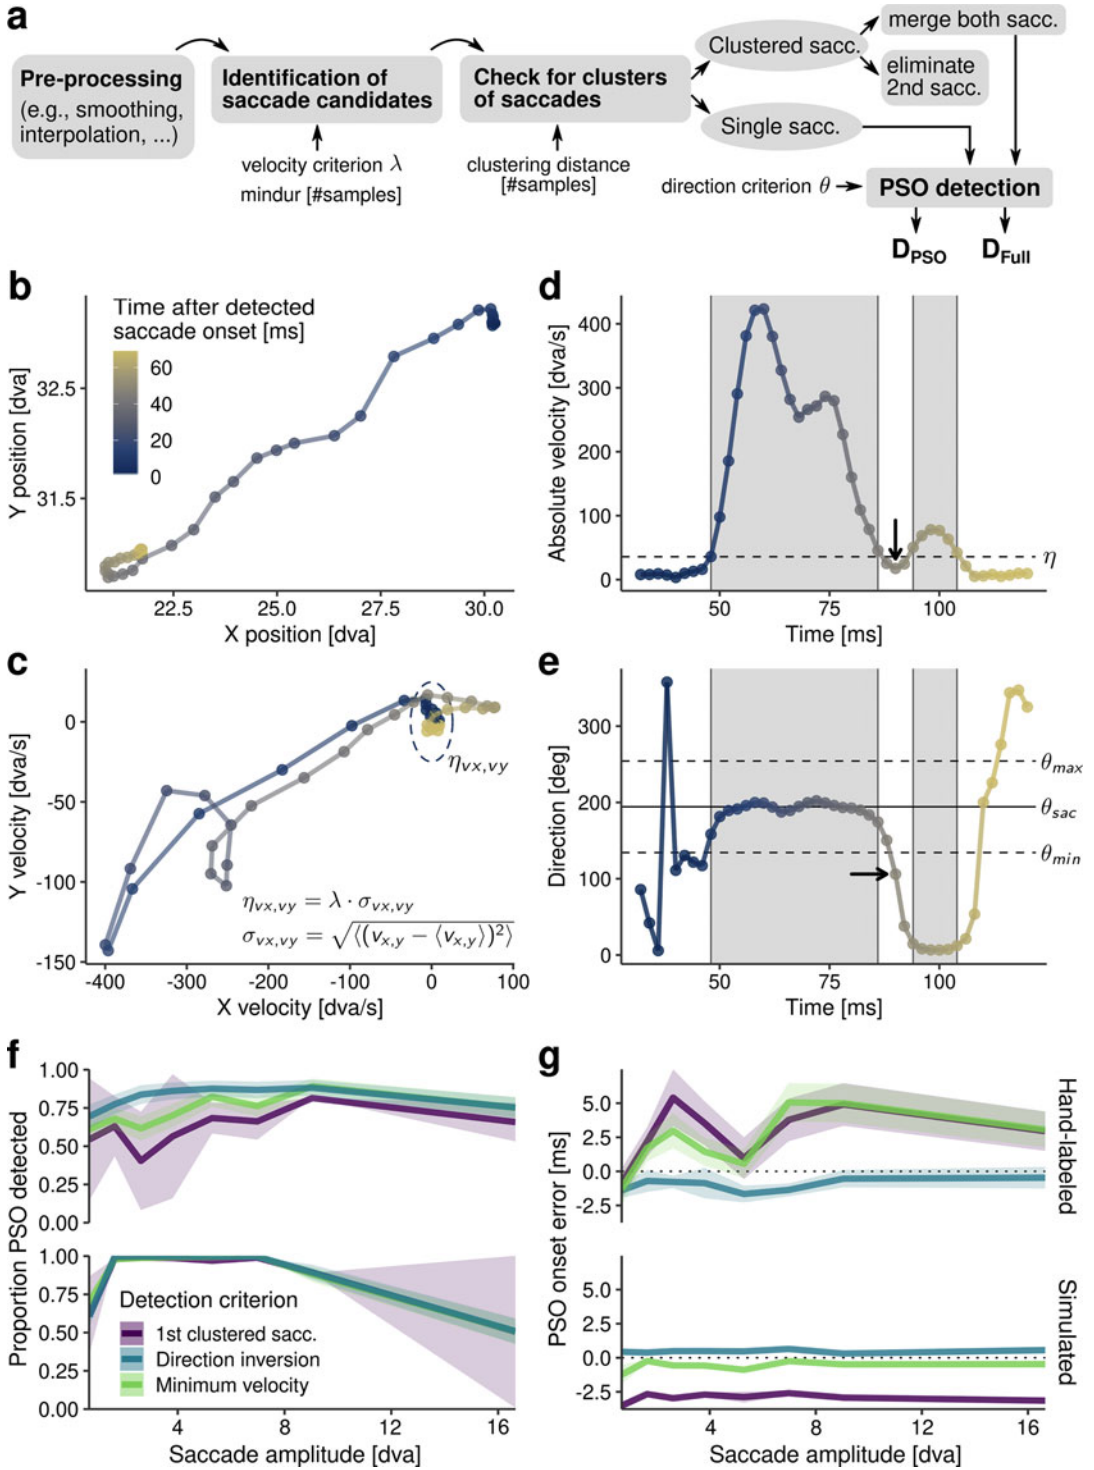 a
Pre-processing
(e.g., smoothing,
interpolation, ...)
Identification of
saccade candidates
velocity criterion λ
mindur [#samples]
Check for clusters
of saccades
clustering distance
[#samples]
Clustered sacc.
Single sacc.
merge both sacc.
eliminate
2nd sacc.
direction criterion θ
PSO detection
D_PSO
D_Full
b
Time after detected
saccade onset [ms]
60
40
20
0
Y position [dva]
32.5
31.5
22.5
25.0
27.5
30.0
X position [dva]
d
Absolute velocity [dva/s]
400
300
200
100
0
η
50
75
100
Time [ms]
c
Y velocity [dva/s]
0
-50
-100
-150
η_vx,vy
η_vx,vy = λ · σ_vx,vy
σ_vx,vy = √⟨(v_x,y − ⟨v_x,y⟩)²⟩
-400
-300
-200
-100
0
100
X velocity [dva/s]
e
Direction [deg]
300
200
100
0
θ_max
θ_sac
θ_min
50
75
100
Time [ms]
f
Proportion PSO detected
1.00
0.75
0.50
0.25
0.00
1.00
0.75
0.50
0.25
0.00
Detection criterion
1st clustered sacc.
Direction inversion
Minimum velocity
4
8
12
16
Saccade amplitude [dva]
g
PSO onset error [ms]
5.0
2.5
0.0
-2.5
Hand-labeled
5.0
2.5
0.0
-2.5
Simulated
4
8
12
16
Saccade amplitude [dva]